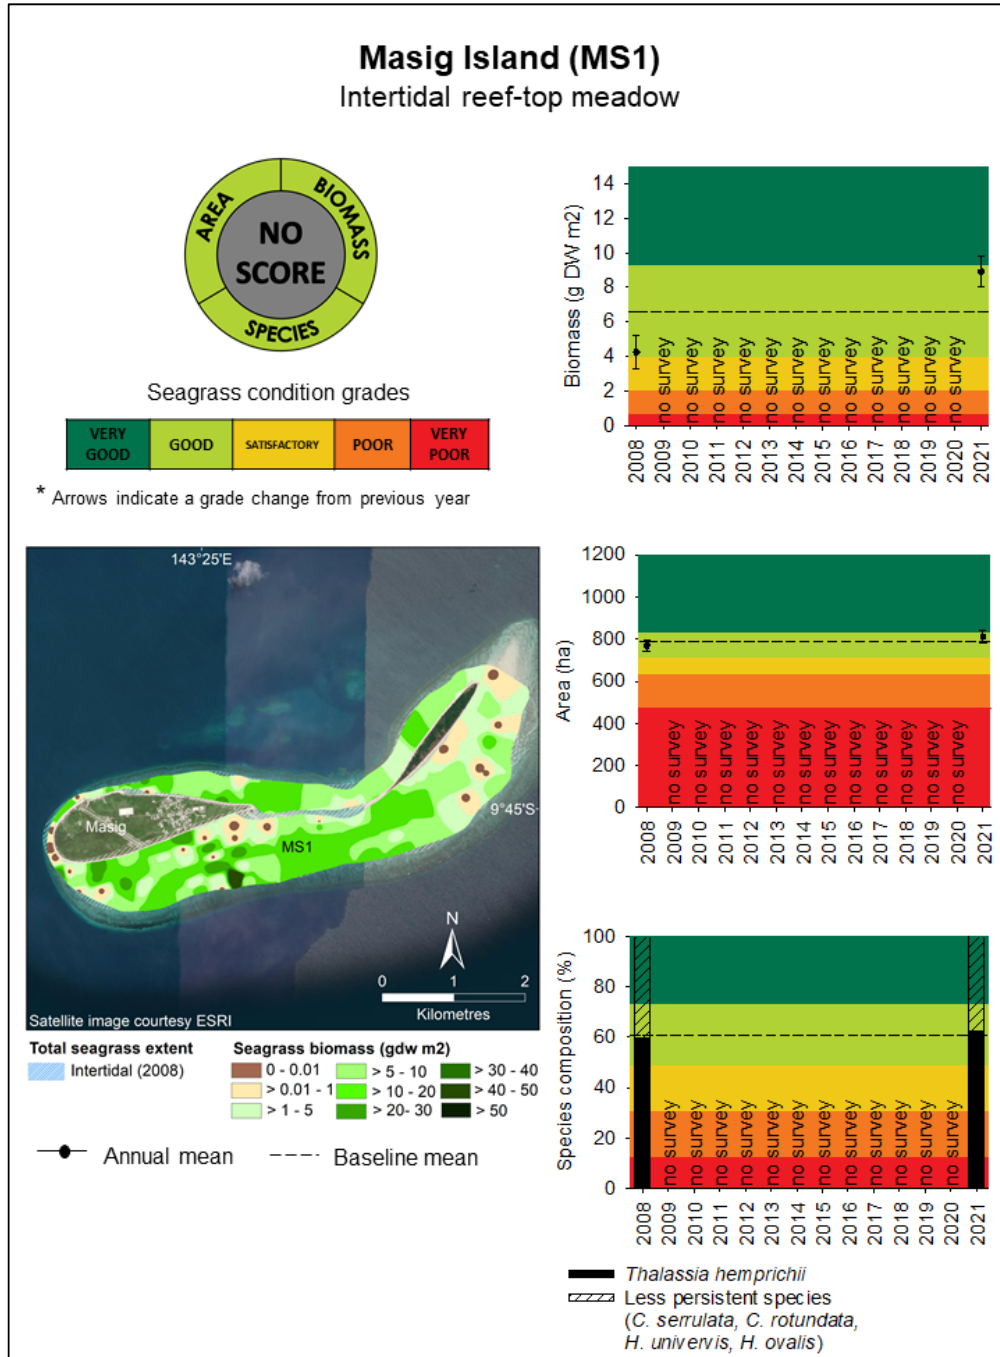 Masig Island (MS1)
Intertidal reef-top meadow
AREA
BIOMASS
SPECIES
NO
SCORE
Seagrass condition grades
VERY GOOD
GOOD
SATISFACTORY
POOR
VERY POOR
* Arrows indicate a grade change from previous year
Biomass (g DW m2)
14
12
10
8
6
4
2
0
no survey no survey no survey no survey no survey no survey no survey no survey no survey no survey no survey no survey
2008 2009 2010 2011 2012 2013 2014 2015 2016 2017 2018 2019 2020 2021
143°25'E
9°45'S
Masig
MS1
N
0 1 2
Kilometres
Satellite image courtesy ESRI
Total seagrass extent
Intertidal (2008)
Seagrass biomass (gdw m2)
0 - 0.01
> 0.01 - 1
> 1 - 5
> 5 - 10
> 10 - 20
> 20- 30
> 30 - 40
> 40 - 50
> 50
Annual mean
Baseline mean
Area (ha)
1200
1000
800
600
400
200
0
no survey no survey no survey no survey no survey no survey no survey no survey no survey no survey no survey no survey
2008 2009 2010 2011 2012 2013 2014 2015 2016 2017 2018 2019 2020 2021
Species composition (%)
100
80
60
40
20
0
no survey no survey no survey no survey no survey no survey no survey no survey no survey no survey no survey no survey
2008 2009 2010 2011 2012 2013 2014 2015 2016 2017 2018 2019 2020 2021
Thalassia hemprichii
Less persistent species
(C. serrulata, C. rotundata,
H. univervis, H. ovalis)